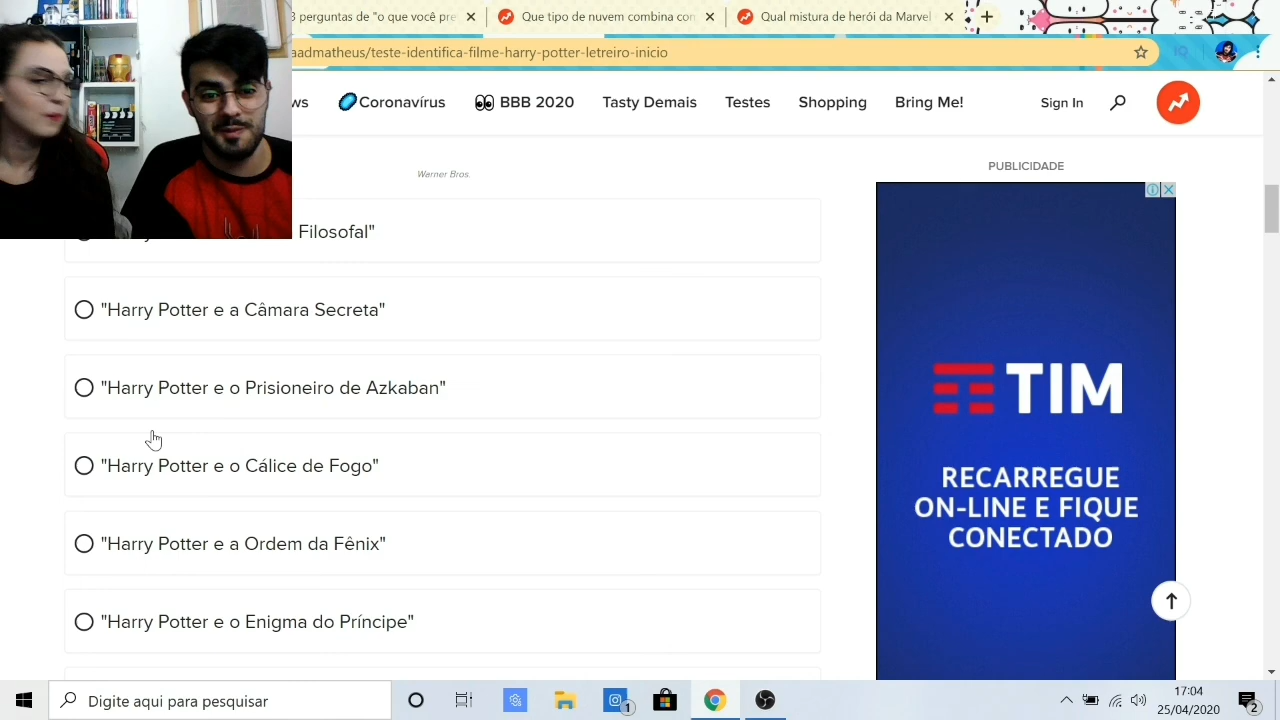 3 perguntas de "o que você pre
Que tipo de nuvem combina co
Qual mistura de herói da Marve
aadmatheus/teste-identifica-filme-harry-potter-letreiro-inicio
ws
Coronavírus
BBB 2020
Tasty Demais
Testes
Shopping
Bring Me!
Sign In
Warner Bros.
PUBLICIDADE
Filosofal"
"Harry Potter e a Câmara Secreta"
"Harry Potter e o Prisioneiro de Azkaban"
"Harry Potter e o Cálice de Fogo"
"Harry Potter e a Ordem da Fênix"
"Harry Potter e o Enigma do Príncipe"
TIM
RECARREGUE
ON-LINE E FIQUE
CONECTADO
Digite aqui para pesquisar
1
17:04
25/04/2020
2